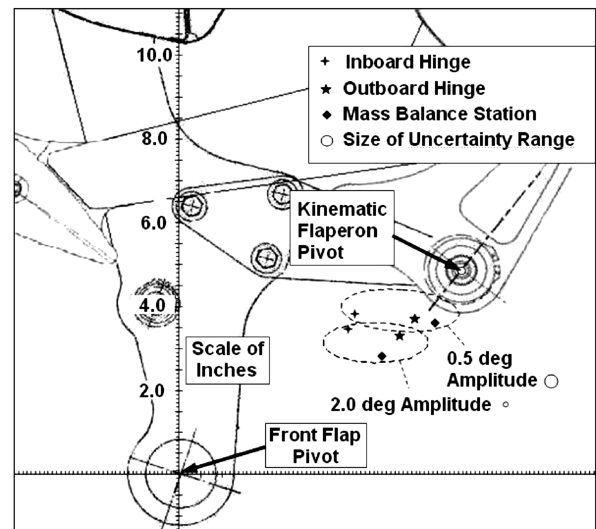 10.0
Inboard Hinge
Outboard Hinge
Mass Balance Station
Size of Uncertainty Range
8.0
6.0
Kinematic
Flaperon
Pivot
4.0
Scale of
Inches
0.5 deg
Amplitude
2.0
2.0 deg Amplitude
Front Flap
Pivot